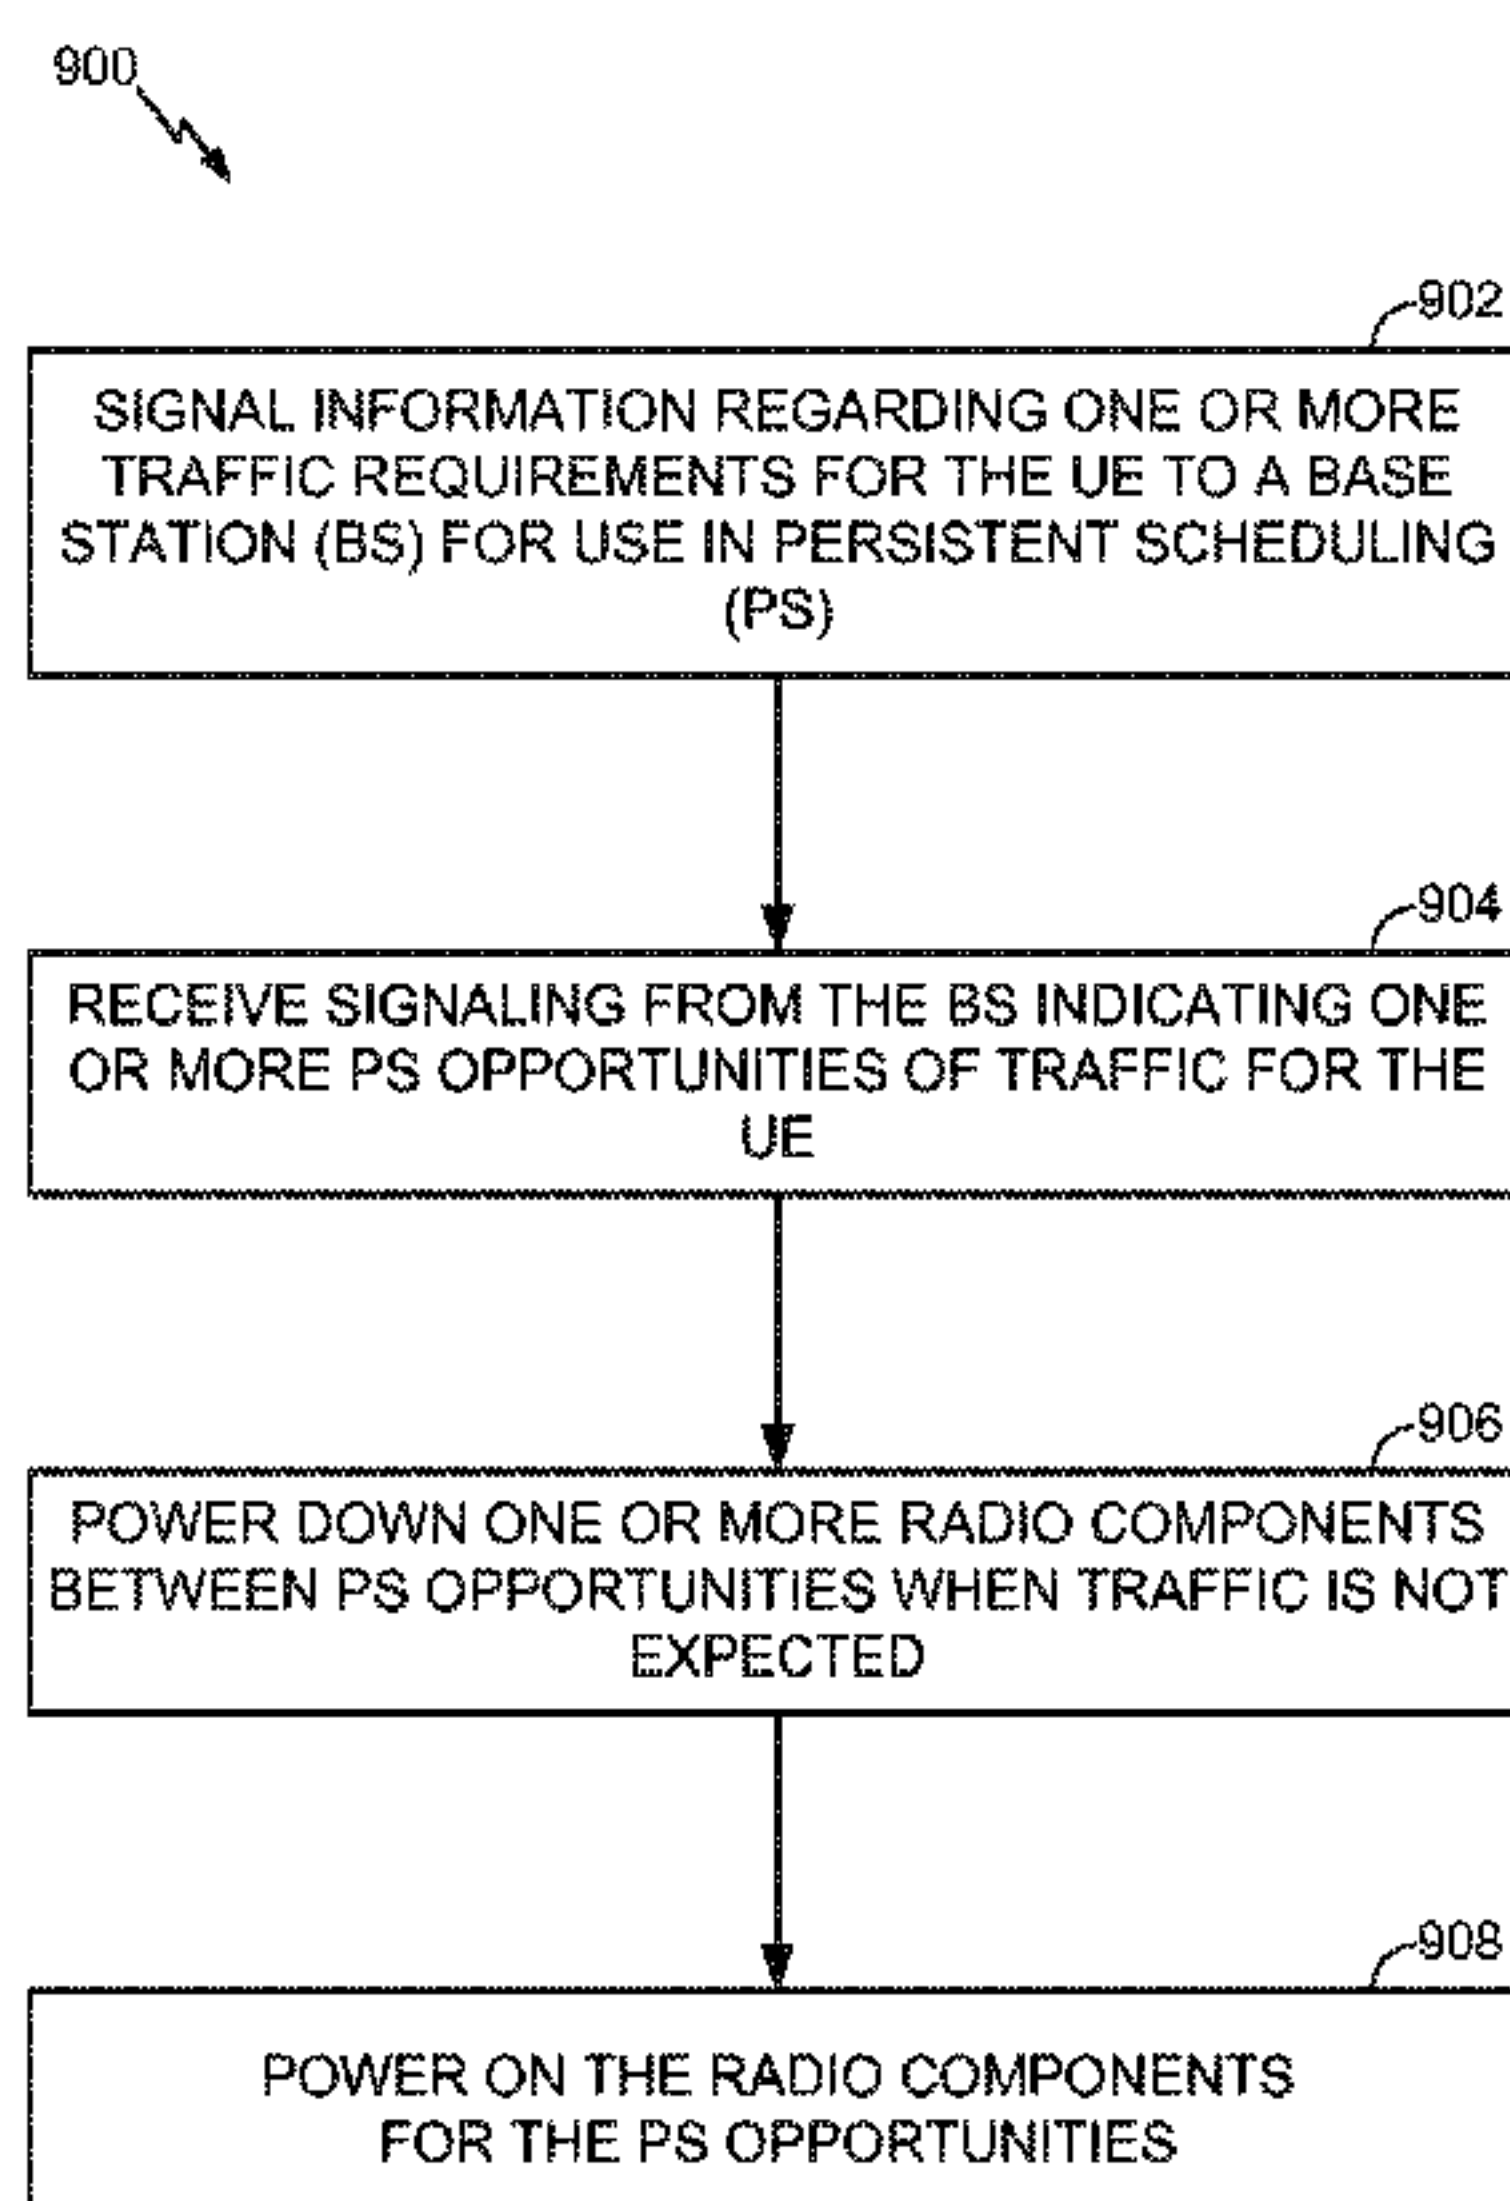 900
902
SIGNAL INFORMATION REGARDING ONE OR MORE
TRAFFIC REQUIREMENTS FOR THE UE TO A BASE
STATION (BS) FOR USE IN PERSISTENT SCHEDULING
(PS)
904
RECEIVE SIGNALING FROM THE BS INDICATING ONE
OR MORE PS OPPORTUNITIES OF TRAFFIC FOR THE
UE
906
POWER DOWN ONE OR MORE RADIO COMPONENTS
BETWEEN PS OPPORTUNITIES WHEN TRAFFIC IS NOT
EXPECTED
908
POWER ON THE RADIO COMPONENTS
FOR THE PS OPPORTUNITIES